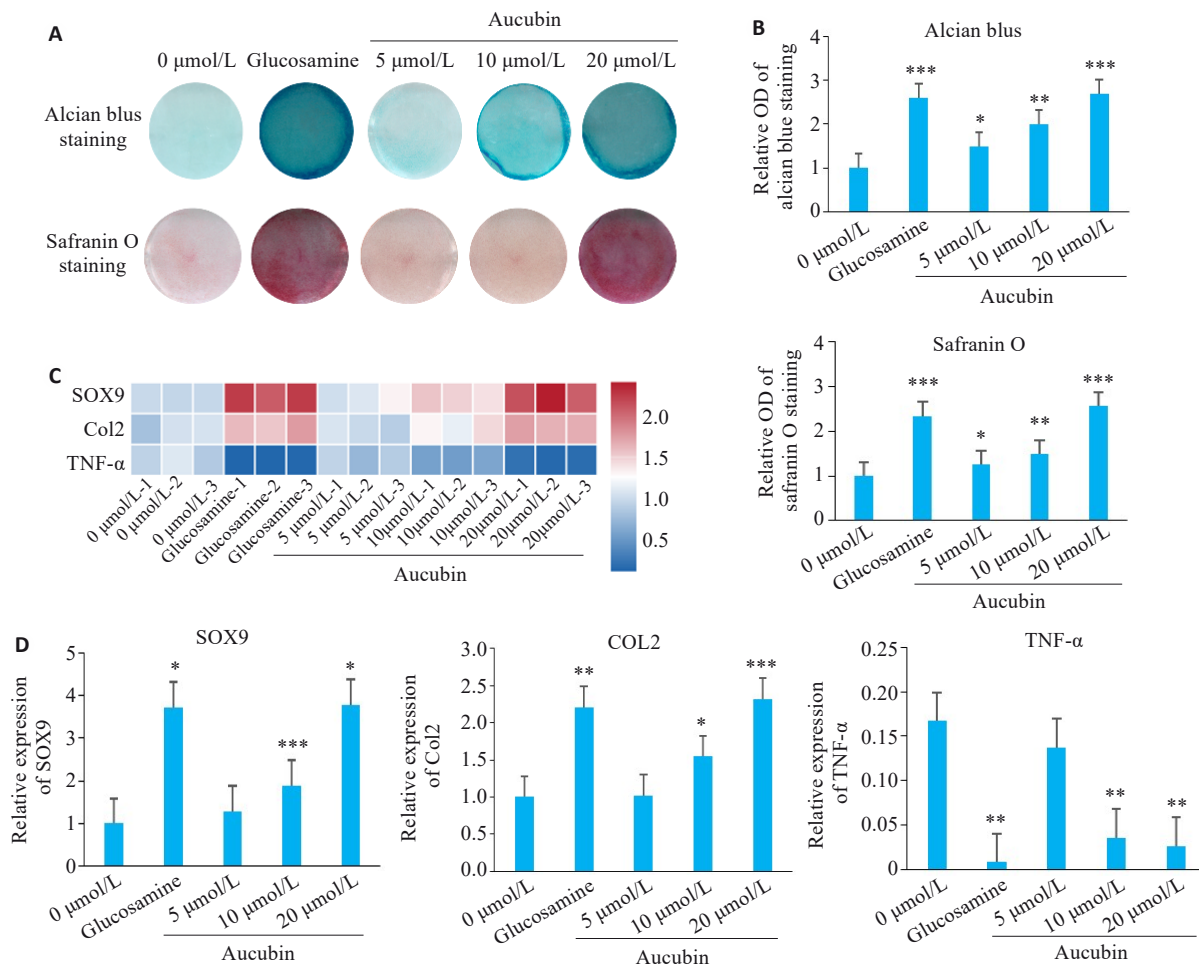 A
Aucubin
0 μmol/L Glucosamine 5 μmol/L 10 μmol/L 20 μmol/L
Alcian blus
staining
Safranin O
staining
B
Alcian blus
Relative OD of
alcian blue staining
4
3
2
1
0
***
*
**
***
0 μmol/L
Glucosamine
5 μmol/L
10 μmol/L
20 μmol/L
Aucubin
Safranin O
Relative OD of
safranin O staining
4
3
2
1
0
***
*
**
***
0 μmol/L
Glucosamine
5 μmol/L
10 μmol/L
20 μmol/L
Aucubin
C
SOX9
Col2
TNF-α
0 μmol/L-1
0 μmol/L-2
0 μmol/L-3
Glucosamine-1
Glucosamine-2
Glucosamine-3
5 μmol/L-1
5 μmol/L-2
5 μmol/L-3
10μmol/L-1
10μmol/L-2
10μmol/L-3
20μmol/L-1
20μmol/L-2
20μmol/L-3
Aucubin
2.0
1.5
1.0
0.5
D
SOX9
Relative expression
of SOX9
5
4
3
2
1
0
*
***
*
0 μmol/L
Glucosamine
5 μmol/L
10 μmol/L
20 μmol/L
Aucubin
COL2
Relative expression
of Col2
3.0
2.5
2.0
1.5
1.0
0.5
0.0
**
*
***
0 μmol/L
Glucosamine
5 μmol/L
10 μmol/L
20 μmol/L
Aucubin
TNF-α
Relative expression
of TNF-α
0.25
0.20
0.15
0.10
0.05
0
**
**
**
0 μmol/L
Glucosamine
5 μmol/L
10 μmol/L
20 μmol/L
Aucubin